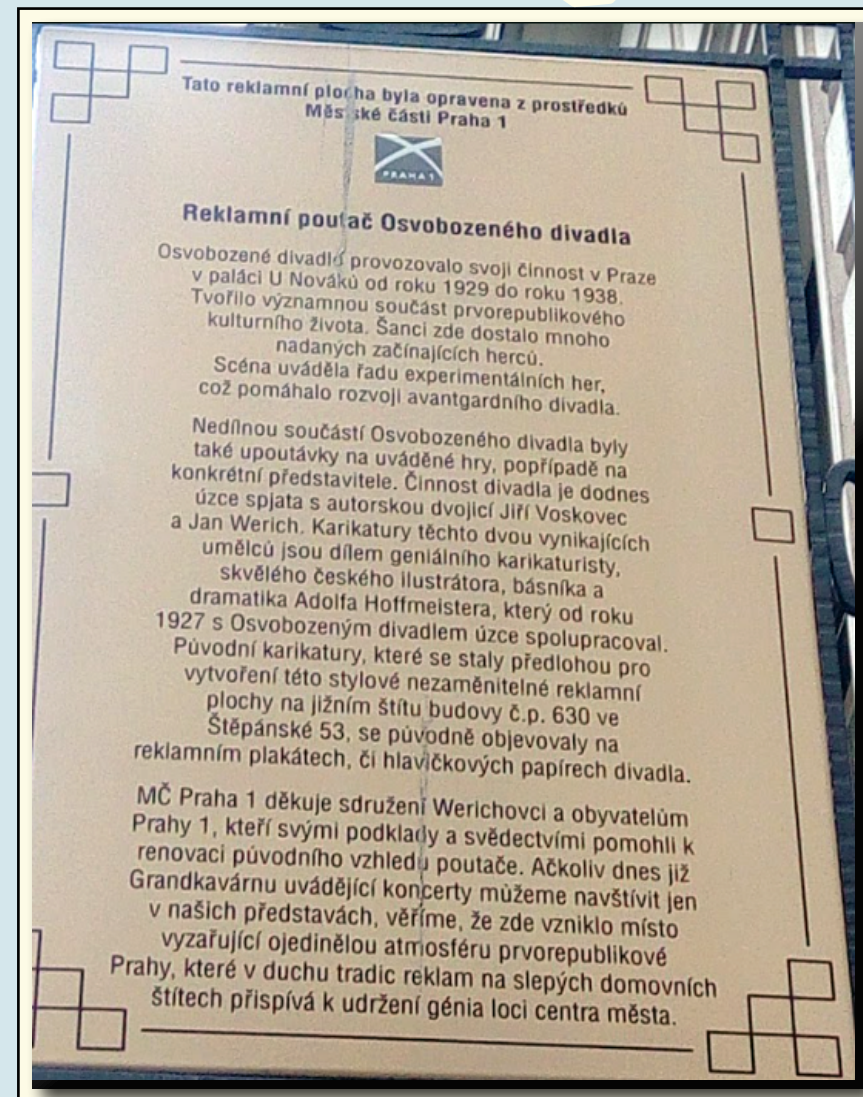 Tato reklamní plocha byla opravena z prostředků
Městské části Praha 1
PRAHA 1
Reklamní poutač Osvobozeného divadla
Osvobozené divadlo provozovalo svoji činnost v Praze
v paláci U Nováků od roku 1929 do roku 1938.
Tvořilo významnou součást prvorepublikového
kulturního života. Šanci zde dostalo mnoho
nadaných začínajících herců.
Scéna uváděla řadu experimentálních her,
což pomáhalo rozvoji avantgardního divadla.
Nedílnou součástí Osvobozeného divadla byly
také upoutávky na uváděné hry, popřípadě na
konkrétní představitele. Činnost divadla je dodnes
úzce spjata s autorskou dvojicí Jiří Voskovec
a Jan Werich. Karikatury těchto dvou vynikajících
umělců jsou dílem geniálního karikaturisty,
skvělého českého ilustrátora, básníka a
dramatika Adolfa Hoffmeistera, který od roku
1927 s Osvobozeným divadlem úzce spolupracoval.
Původní karikatury, které se staly předlohou pro
vytvoření této stylové nezaměnitelné reklamní
plochy na jižním štítu budovy č.p. 630 ve
Štěpánské 53, se původně objevovaly na
reklamním plakátech, či hlavičkových papírech divadla.
MČ Praha 1 děkuje sdružení Werichovci a obyvatelům
Prahy 1, kteří svými podklady a svědectvími pomohli k
renovaci původního vzhledu poutače. Ačkoliv dnes již
Grandkavárnu uvádějící koncerty můžeme navštívit jen
v našich představách, věříme, že zde vzniklo místo
vyzařující ojedinělou atmosféru prvorepublikové
Prahy, které v duchu tradic reklam na slepých domovních
štítech přispívá k udržení génia loci centra města.